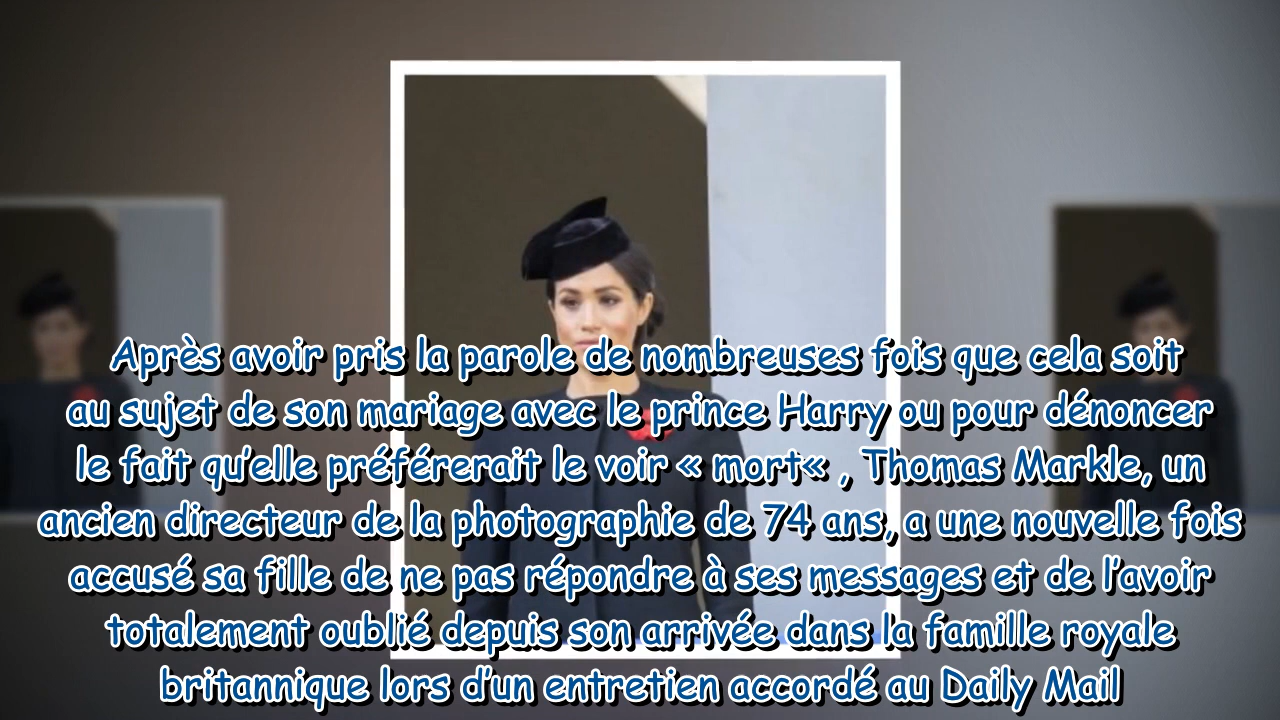 Après avoir pris la parole de nombreuses fois que cela soit
au sujet de son mariage avec le prince Harry ou pour dénoncer
le fait qu'elle préférerait le voir « mort« , Thomas Markle, un
ancien directeur de la photographie de 74 ans, a une nouvelle fois
accusé sa fille de ne pas répondre à ses messages et de l'avoir
totalement oublié depuis son arrivée dans la famille royale
britannique lors d'un entretien accordé au Daily Mail